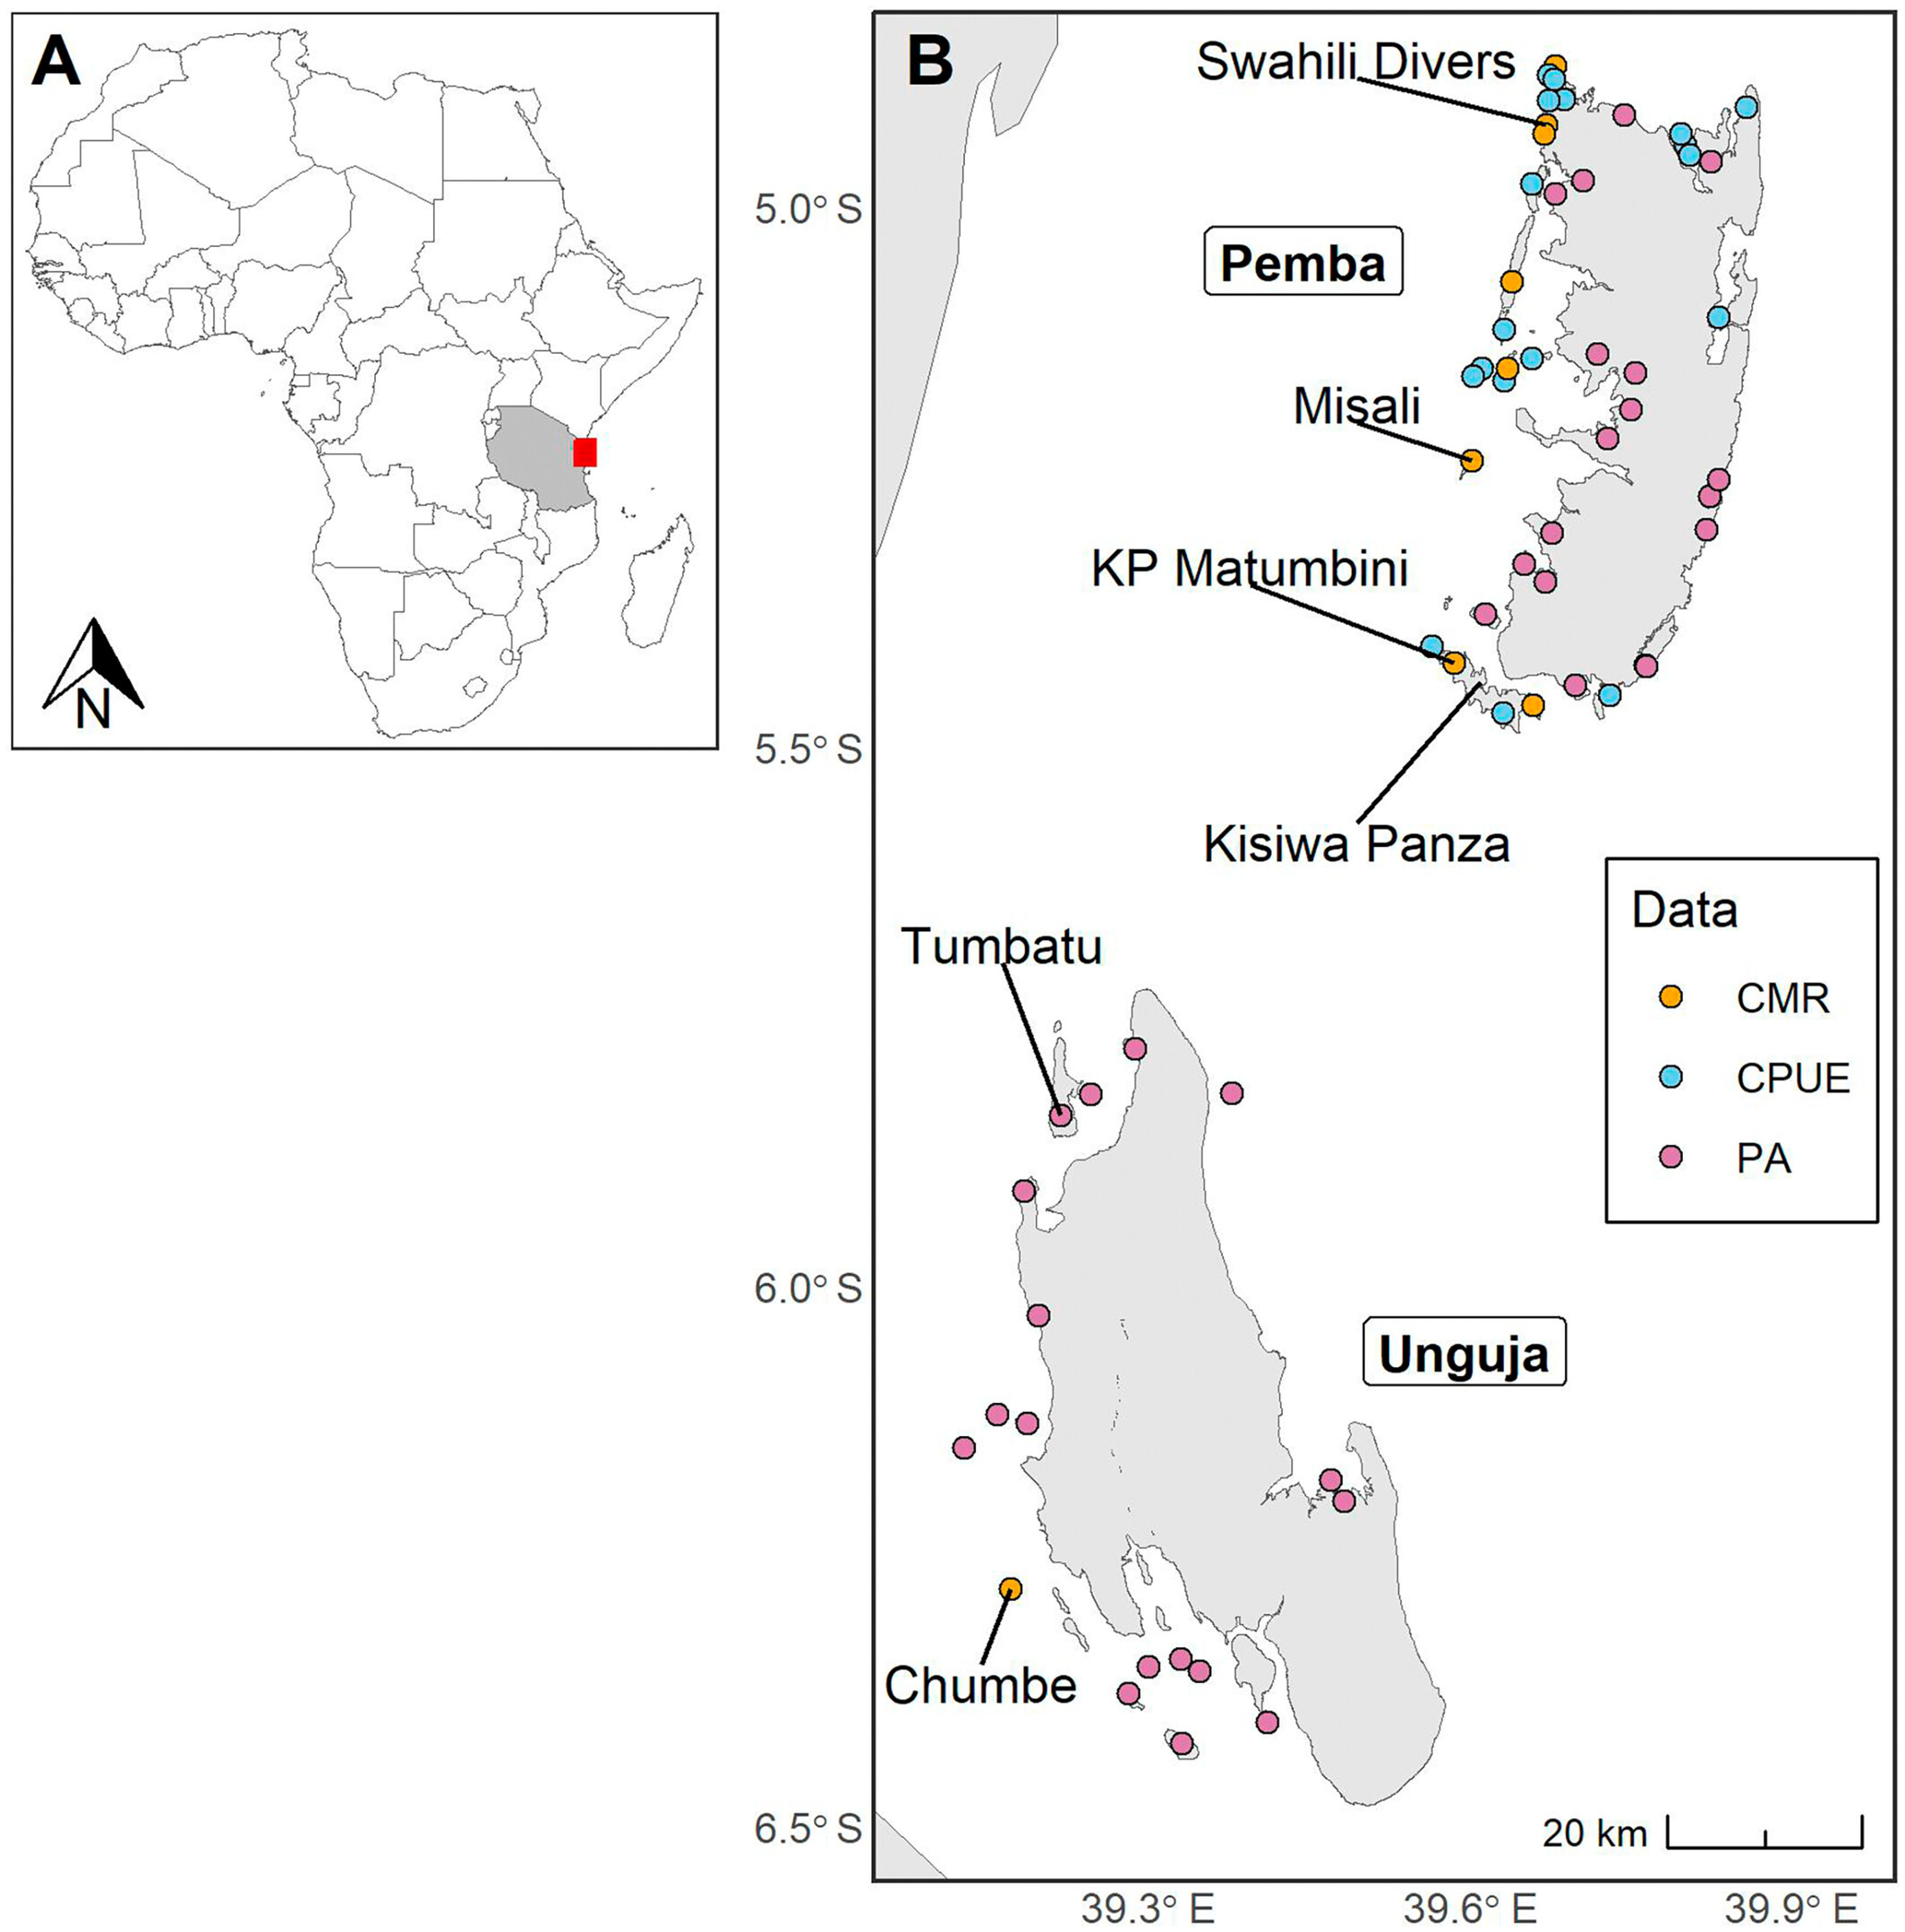 A
N
B
Swahili Divers
5.0° S
Pemba
Misali
KP Matumbini
5.5° S
Kisiwa Panza
Data
CMR
CPUE
PA
Tumbatu
6.0° S
Unguja
Chumbe
6.5° S
20 km
39.3° E
39.6° E
39.9° E